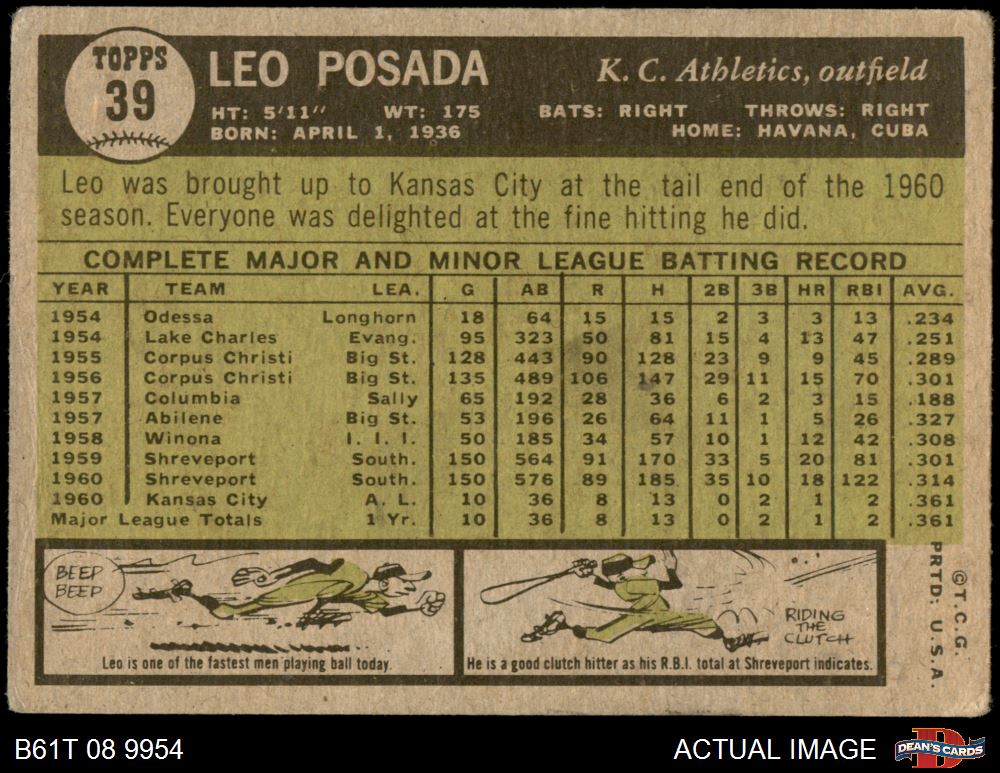 TOPPS
39
LEO POSADA
K. C. Athletics, outfield
HT: 5'11" WT: 175 BATS: RIGHT THROWS: RIGHT
BORN: APRIL 1, 1936 HOME: HAVANA, CUBA
Leo was brought up to Kansas City at the tail end of the 1960
season. Everyone was delighted at the fine hitting he did.
COMPLETE MAJOR AND MINOR LEAGUE BATTING RECORD
YEAR TEAM LEA. G AB R H 2B 3B HR RBI AVG.
1954 Odessa Longhorn 18 64 15 15 2 3 3 13 .234
1954 Lake Charles Evang. 95 323 50 81 15 4 13 47 .251
1955 Corpus Christi Big St. 128 443 90 128 23 9 9 45 .289
1956 Corpus Christi Big St. 135 489 106 147 29 11 15 70 .301
1957 Columbia Sally 65 192 28 36 6 2 3 15 .188
1957 Abilene Big St. 53 196 26 64 11 1 5 26 .327
1958 Winona I. I. I. 50 185 34 57 10 1 12 42 .308
1959 Shreveport South. 150 564 91 170 33 5 20 81 .301
1960 Shreveport South. 150 576 89 185 35 10 18 122 .314
1960 Kansas City A. L. 10 36 8 13 0 2 1 2 .361
Major League Totals 1 Yr. 10 36 8 13 0 2 1 2 .361
BEEP
BEEP
Leo is one of the fastest men playing ball today.
RIDING
THE
CLUTCH
He is a good clutch hitter as his R.B.I. total at Shreveport indicates.
©T.C.G.
PRTD: U.S.A.
B61T 08 9954
ACTUAL IMAGE
D
DEAN'S CARDS